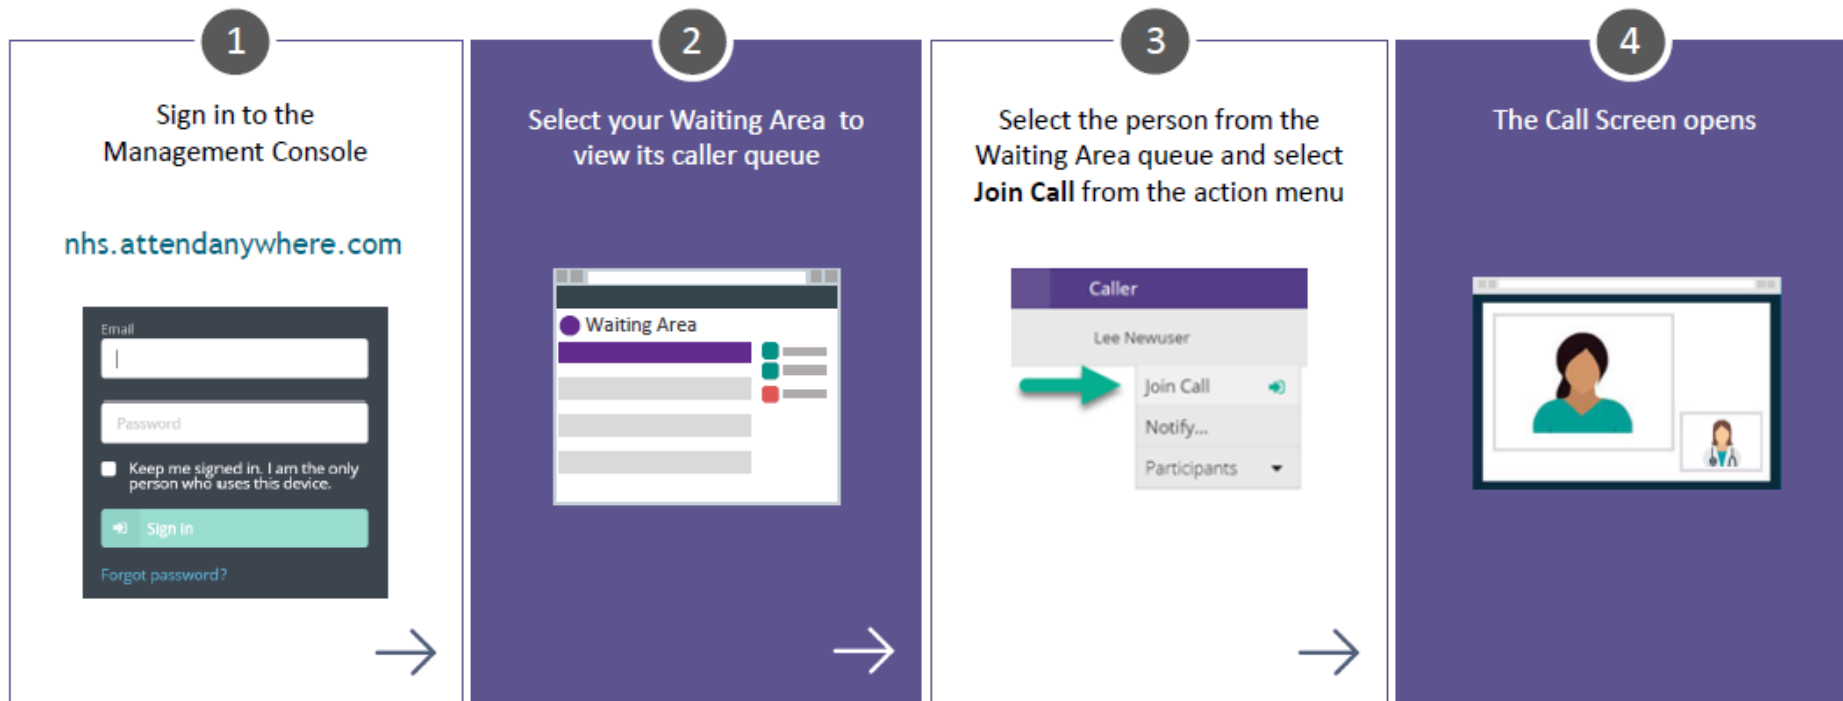 1
Sign in to the
Management Console
nhs.attendanywhere.com
Email
Password
Keep me signed in. I am the only
person who uses this device.
Sign in
Forgot password?
2
Select your Waiting Area to
view its caller queue
Waiting Area
3
Select the person from the
Waiting Area queue and select
Join Call from the action menu
Caller
Lee Newuser
Join Call
Notify...
Participants
4
The Call Screen opens